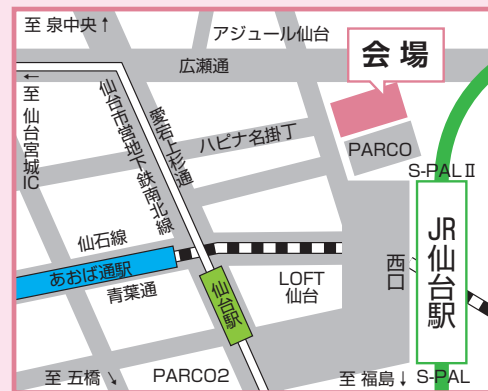 至 泉中央↑
アジュール仙台
広瀬通
会場
←至 仙台宮城IC
仙台市営地下鉄南北線
愛宕上杉通
ハピナ名掛丁
PARCO
S-PALⅡ
仙石線
あおば通駅
青葉通
仙台駅
LOFT
仙台
西口
JR仙台駅
至 五橋↘
PARCO2
至 福島↓
S-PAL